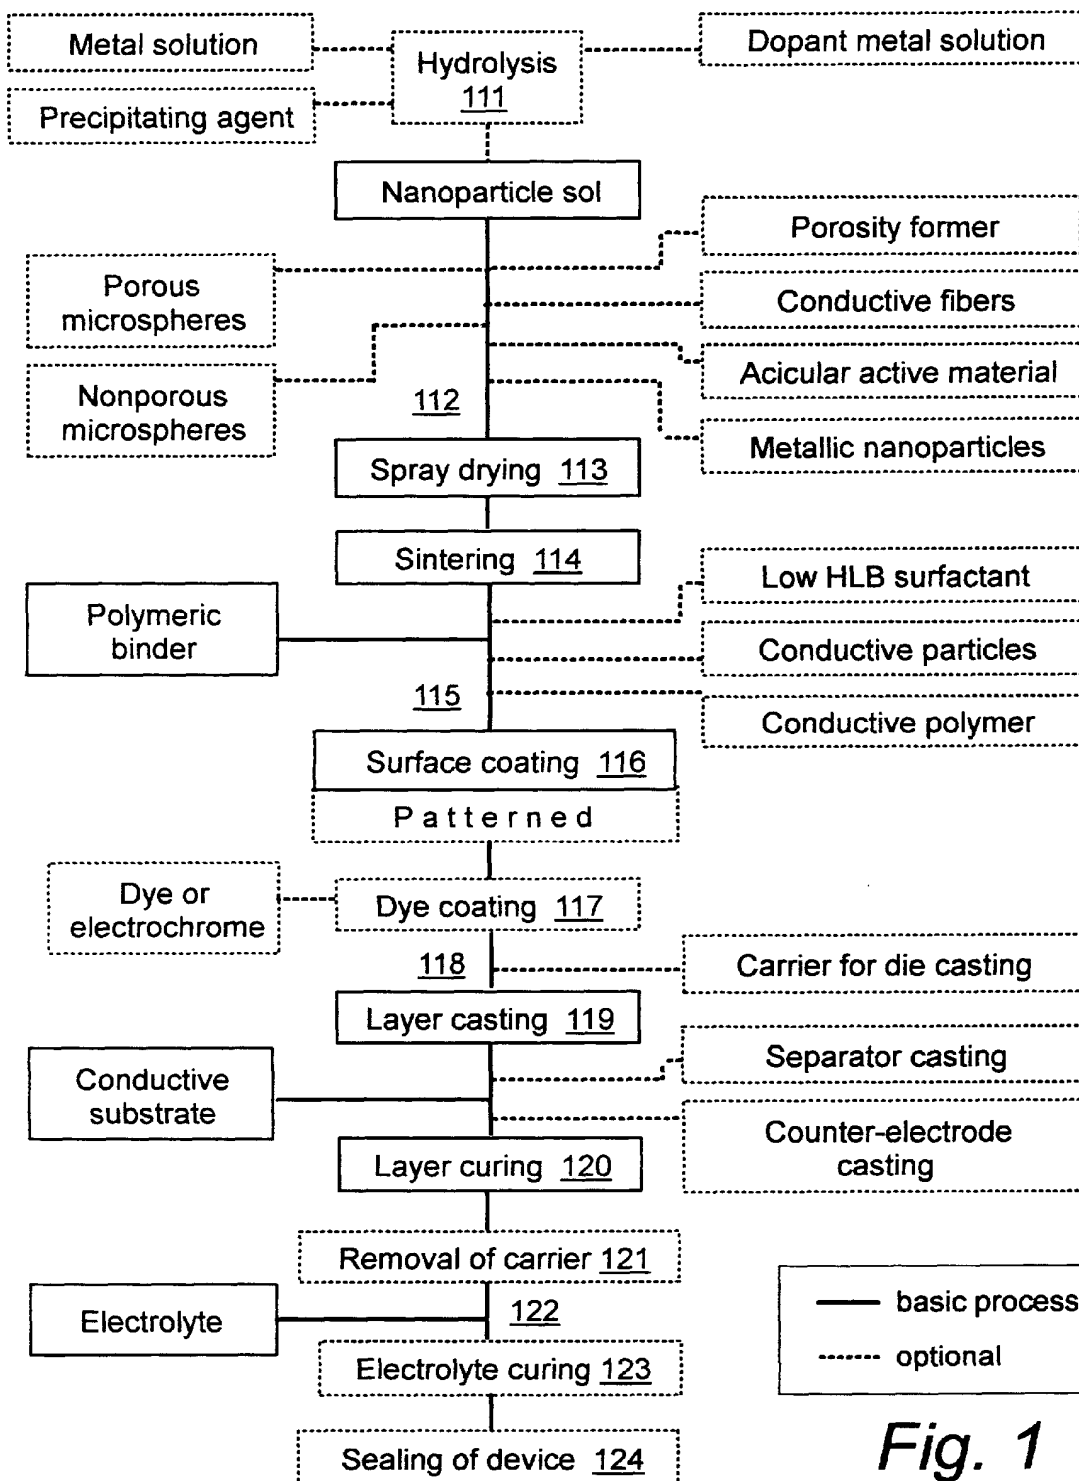 Metal solution
Dopant metal solution
Hydrolysis
111
Precipitating agent
Nanoparticle sol
Porosity former
Porous
microspheres
Conductive fibers
Acicular active material
Nonporous
microspheres
112
Metallic nanoparticles
Spray drying 113
Sintering 114
Low HLB surfactant
Polymeric
binder
Conductive particles
115
Conductive polymer
Surface coating 116
Patterned
Dye or
electrochrome
Dye coating 117
118
Carrier for die casting
Layer casting 119
Separator casting
Conductive
substrate
Counter-electrode
casting
Layer curing 120
Removal of carrier 121
basic process
Electrolyte
122
optional
Electrolyte curing 123
Sealing of device 124
Fig. 1